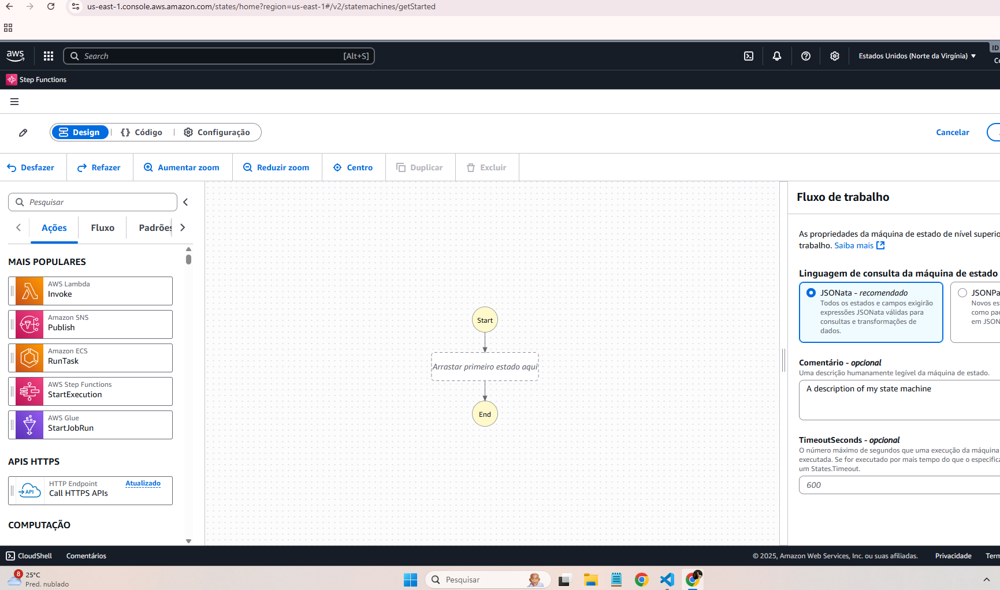 us-east-1.console.aws.amazon.com/states/home?region=us-east-1#/v2/statemachines/getStarted
aws
Search
[Alt+S]
Estados Unidos (Norte da Virgínia)
ID
Step Functions
Design
Código
Configuração
Cancelar
Desfazer
Refazer
Aumentar zoom
Reduzir zoom
Centro
Duplicar
Excluir
Pesquisar
Ações
Fluxo
Padrões
MAIS POPULARES
AWS Lambda
Invoke
Amazon SNS
Publish
Amazon ECS
RunTask
AWS Step Functions
StartExecution
AWS Glue
StartJobRun
APIS HTTPS
API
HTTP Endpoint
Atualizado
Call HTTPS APIs
COMPUTAÇÃO
Start
Arrastar primeiro estado aqui
End
Fluxo de trabalho
As propriedades da máquina de estado de nível superio
trabalho. Saiba mais
Linguagem de consulta da máquina de estado
JSONata - recomendado
Todos os estados e campos exigirão
expressões JSONata válidas para
consultas e transformações de
dados.
JSONPa
Novos es
como pad
em JSON
Comentário - opcional
Uma descrição humanamente legível da máquina de estado.
A description of my state machine
TimeoutSeconds - opcional
O número máximo de segundos que uma execução da máquina
executada. Se for executado por mais tempo do que o especifica
um States.Timeout.
600
CloudShell
Comentários
© 2025, Amazon Web Services, Inc. ou suas afiliadas.
Privacidade
Term
8
25°C
Pred. nublado
Pesquisar